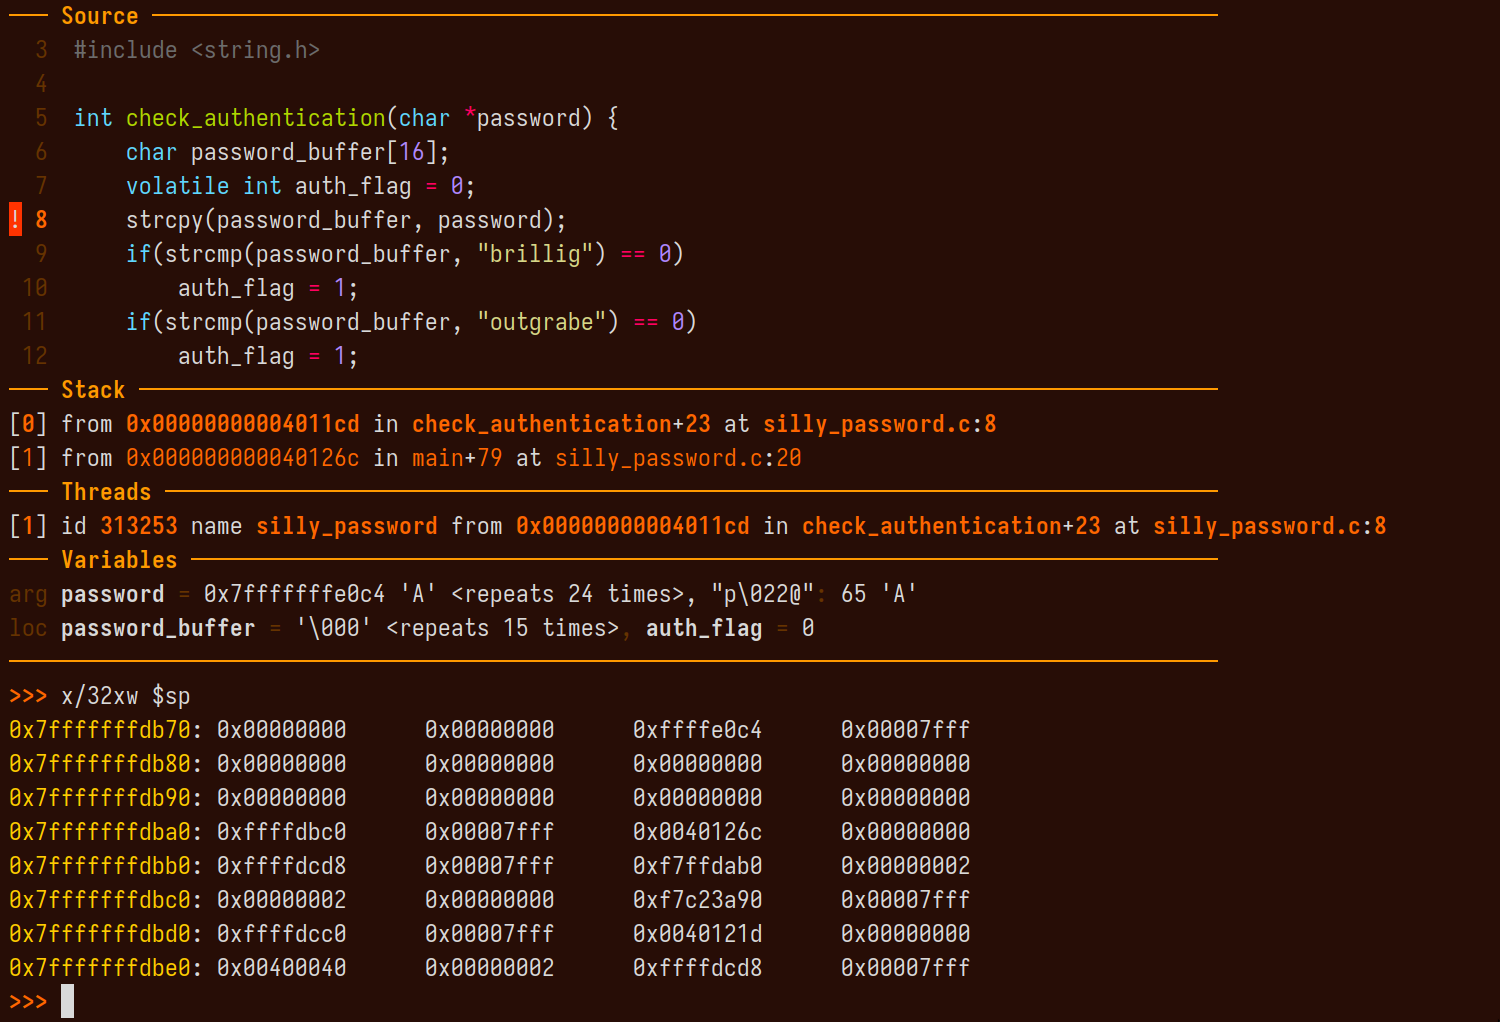 Source
3 #include <string.h>
4
5 int check_authentication(char *password) {
6 char password_buffer[16];
7 volatile int auth_flag = 0;
! 8 strcpy(password_buffer, password);
9 if(strcmp(password_buffer, "brillig") == 0)
10 auth_flag = 1;
11 if(strcmp(password_buffer, "outgrabe") == 0)
12 auth_flag = 1;
Stack
[0] from 0x00000000004011cd in check_authentication+23 at silly_password.c:8
[1] from 0x000000000040126c in main+79 at silly_password.c:20
Threads
[1] id 313253 name silly_password from 0x00000000004011cd in check_authentication+23 at silly_password.c:8
Variables
arg password = 0x7fffffffe0c4 'A' <repeats 24 times>, "p\022@": 65 'A'
loc password_buffer = '\000' <repeats 15 times>, auth_flag = 0
>>> x/32xw $sp
0x7fffffffdb70: 0x00000000 0x00000000 0xffffe0c4 0x00007fff
0x7fffffffdb80: 0x00000000 0x00000000 0x00000000 0x00000000
0x7fffffffdb90: 0x00000000 0x00000000 0x00000000 0x00000000
0x7fffffffdba0: 0xffffdbc0 0x00007fff 0x0040126c 0x00000000
0x7fffffffdbb0: 0xffffdcd8 0x00007fff 0xf7ffdab0 0x00000002
0x7fffffffdbc0: 0x00000002 0x00000000 0xf7c23a90 0x00007fff
0x7fffffffdbd0: 0xffffdcc0 0x00007fff 0x0040121d 0x00000000
0x7fffffffdbe0: 0x00400040 0x00000002 0xffffdcd8 0x00007fff
>>>